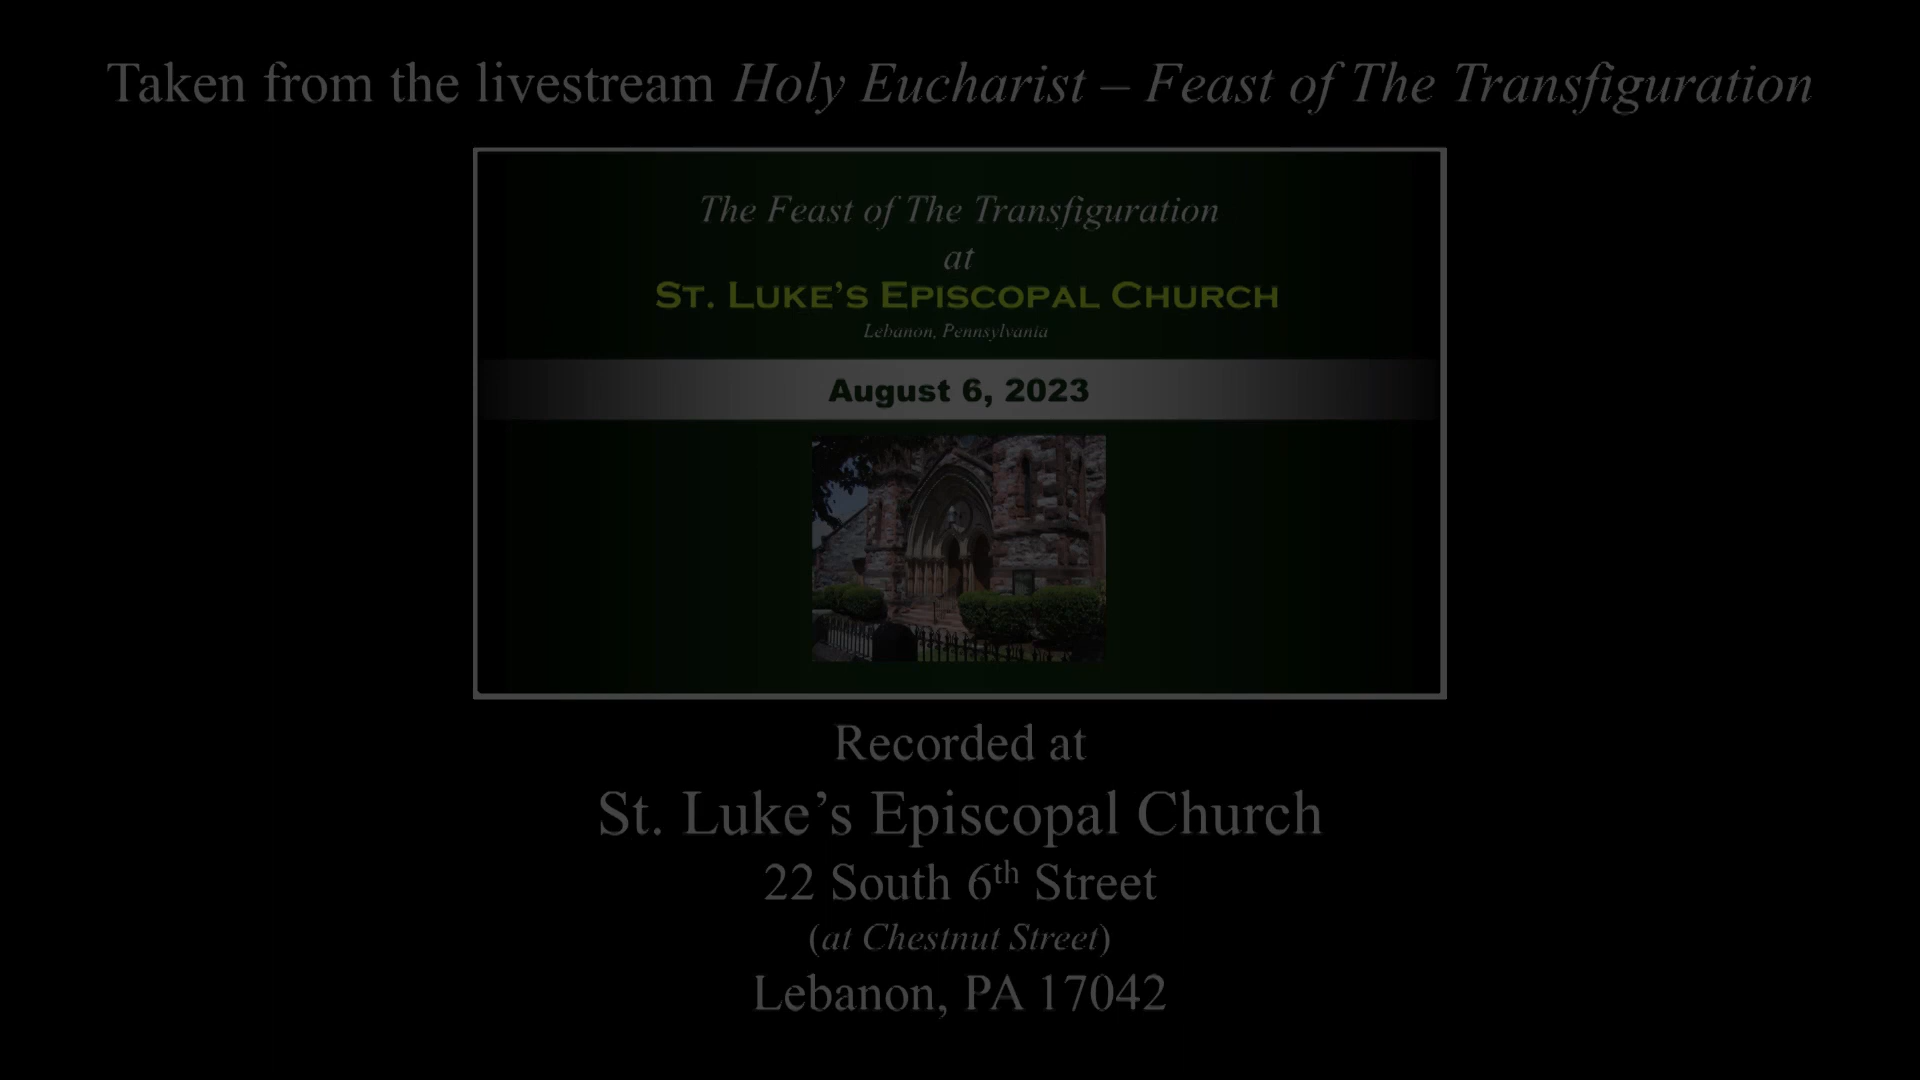 Taken from the livestream Holy Eucharist – Feast of The Transfiguration
The Feast of The Transfiguration
at
St. Luke’s Episcopal Church
Lebanon, Pennsylvania
August 6, 2023
Recorded at
St. Luke’s Episcopal Church
22 South 6th Street
(at Chestnut Street)
Lebanon, PA 17042